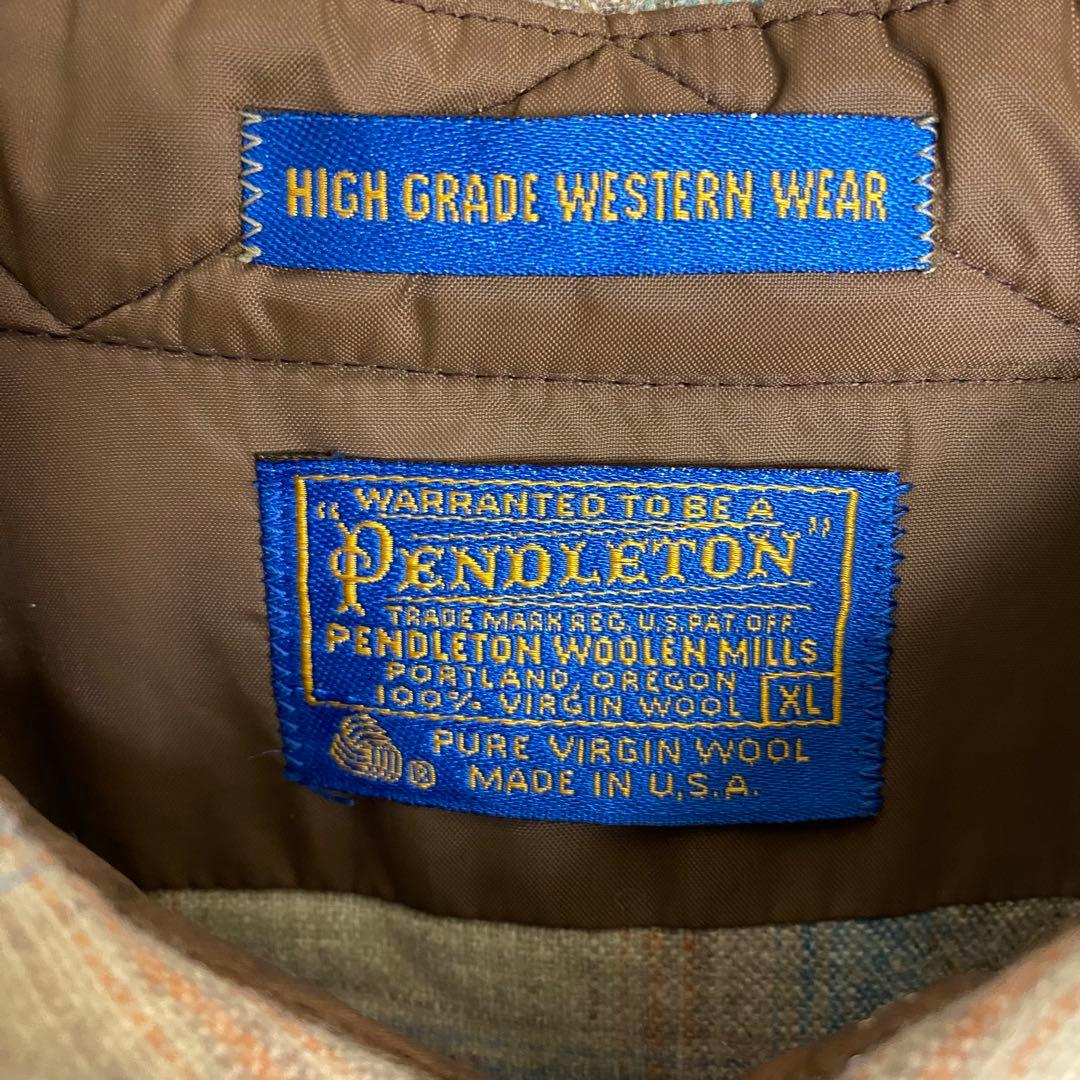 HIGH GRADE WESTERN WEAR
"WARRANTED TO BE A
PENDLETON"
TRADE MARK REG. U.S. PAT. OFF.
PENDLETON WOOLEN MILLS
PORTLAND, OREGON
100% VIRGIN WOOL XL
® PURE VIRGIN WOOL
MADE IN U.S.A.